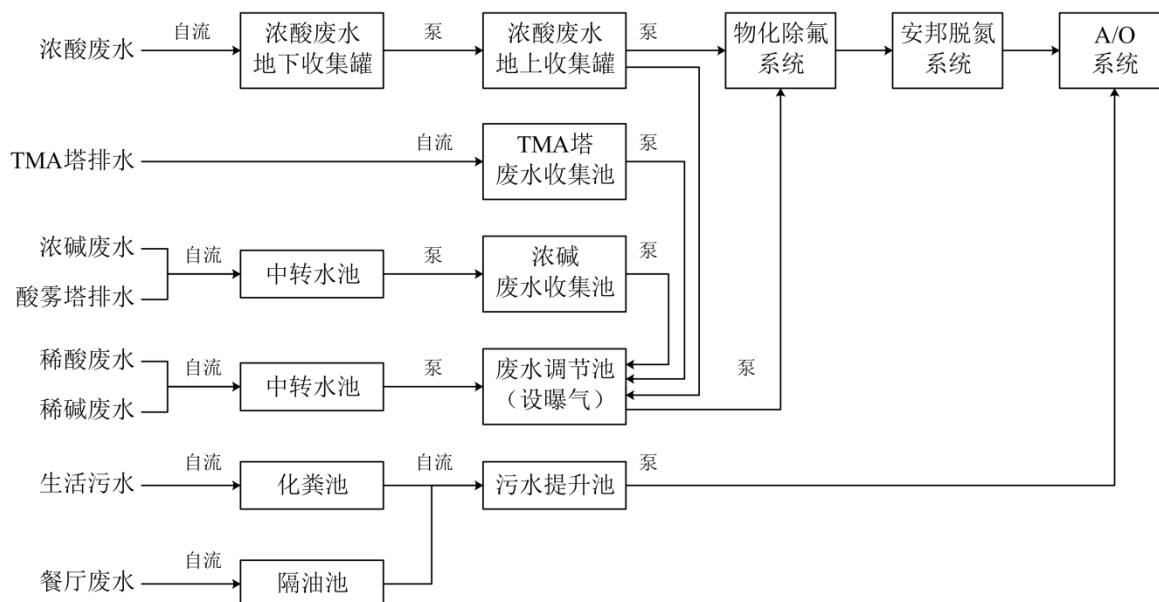 浓酸废水
自流
浓酸废水
地下收集罐
泵
浓酸废水
地上收集罐
泵
物化除氟
系统
安邦脱氮
系统
A/O
系统
TMA塔排水
自流
TMA塔
废水收集池
泵
浓碱废水
酸雾塔排水
自流
中转水池
泵
浓碱
废水收集池
泵
稀酸废水
稀碱废水
自流
中转水池
泵
废水调节池
（设曝气）
泵
生活污水
自流
化粪池
自流
污水提升池
泵
餐厅废水
自流
隔油池